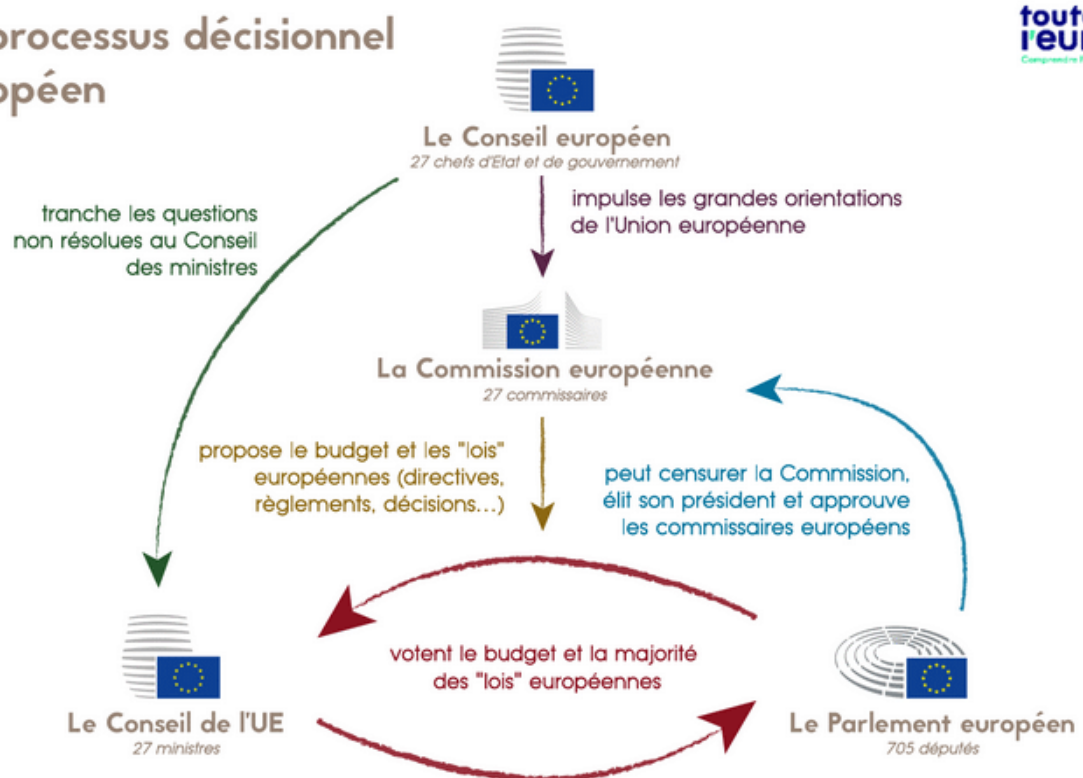 processus décisionnel
opéen
tout
l'eur
Comprendre l'
Le Conseil européen
27 chefs d'Etat et de gouvernement
tranche les questions
non résolues au Conseil
des ministres
impulse les grandes orientations
de l'Union européenne
La Commission européenne
27 commissaires
propose le budget et les "lois"
européennes (directives,
règlements, décisions...)
peut censurer la Commission,
élit son président et approuve
les commissaires européens
votent le budget et la majorité
des "lois" européennes
Le Conseil de l'UE
27 ministres
Le Parlement européen
705 députés